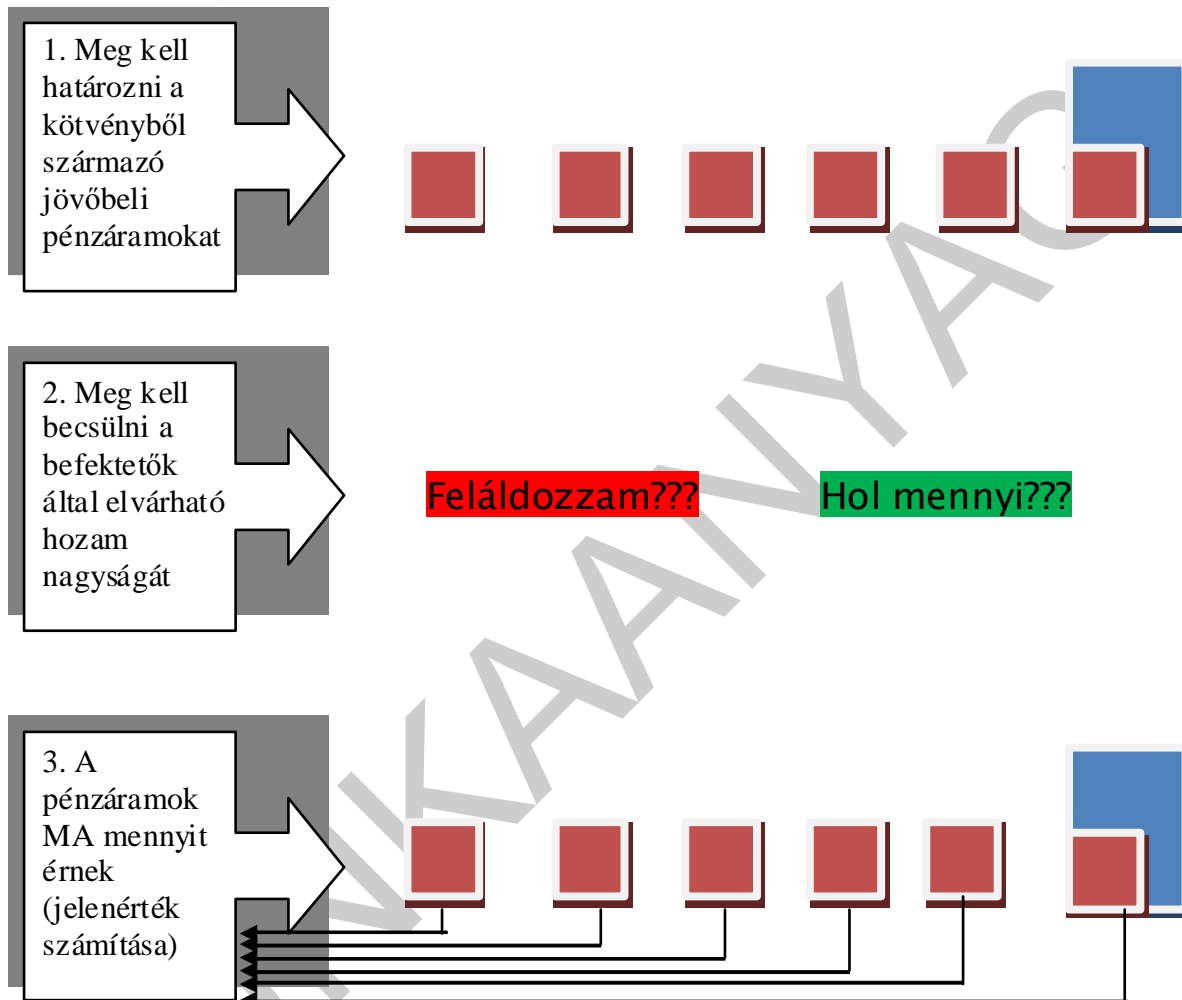 1. Meg kell
határozni a
kötvényből
származó
jövőbeli
pénzáramokat
2. Meg kell
becsülni a
befektetők
által elvárható
hozam
nagyságát
Feláldozzam???
Hol mennyi???
3. A
pénzáramok
MA mennyit
érnek
(jelenérték
számítása)